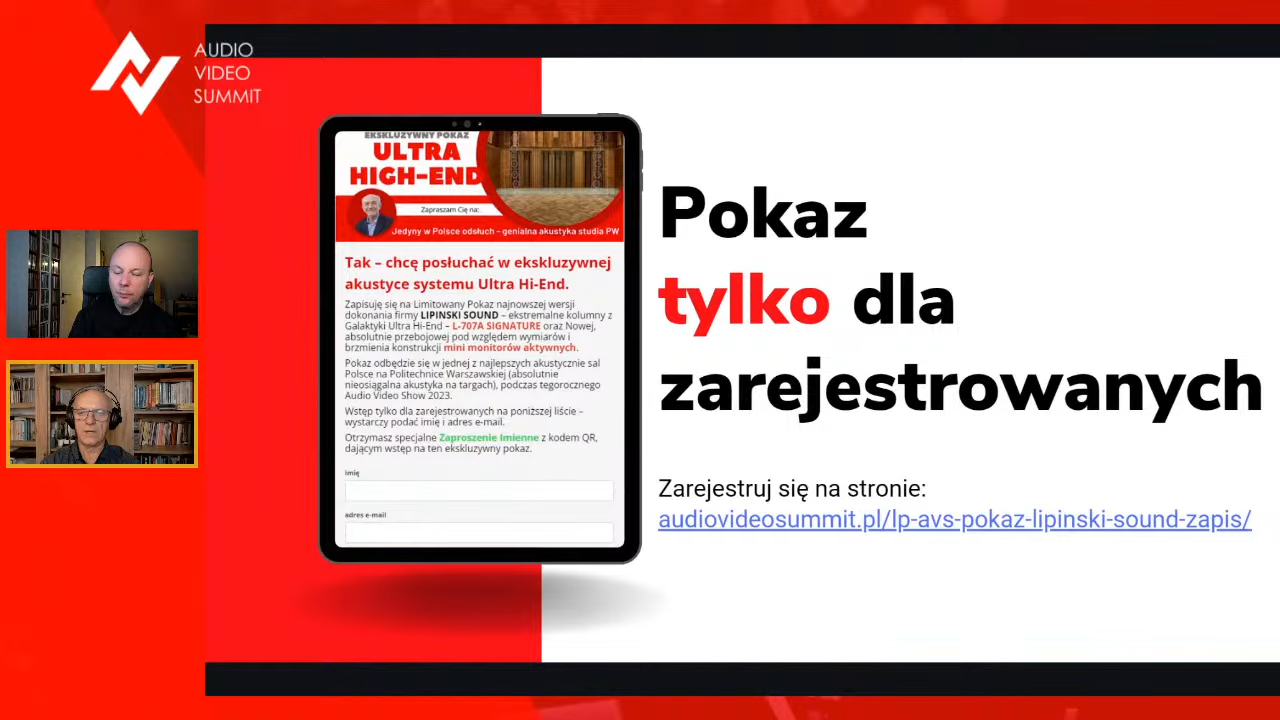 AUDIO
VIDEO
SUMMIT
EKSKLUZYWNY POKAZ
ULTRA
HIGH-END
Zapraszam Cię na:
Jedyny w Polsce odsłuch - genialna akustyka studia PW
Tak – chcę posłuchać w ekskluzywnej
akustyce systemu Ultra Hi-End.
Zapisuję się na Limitowany Pokaz najnowszej wersji
dokonania firmy LIPINSKI SOUND – ekstremalne kolumny z
Galaktyki Ultra Hi-End – L-707A SIGNATURE oraz Nowej,
absolutnie przebojowej pod względem wymiarów i
brzmienia konstrukcji mini monitorów aktywnych.
Pokaz odbędzie się w jednej z najlepszych akustycznie sal
Polsce na Politechnice Warszawskiej (absolutnie
nieosiągalna akustyka na targach), podczas tegorocznego
Audio Video Show 2023.
Wstęp tylko dla zarejestrowanych na poniższej liście –
wystarczy podać imię i adres e-mail.
Otrzymasz specjalne Zaproszenie Imienne z kodem QR,
dającym wstęp na ten ekskluzywny pokaz.
imię
adres e-mail
Pokaz
tylko dla
zarejestrowanych
Zarejestruj się na stronie:
audiovideosummit.pl/lp-avs-pokaz-lipinski-sound-zapis/